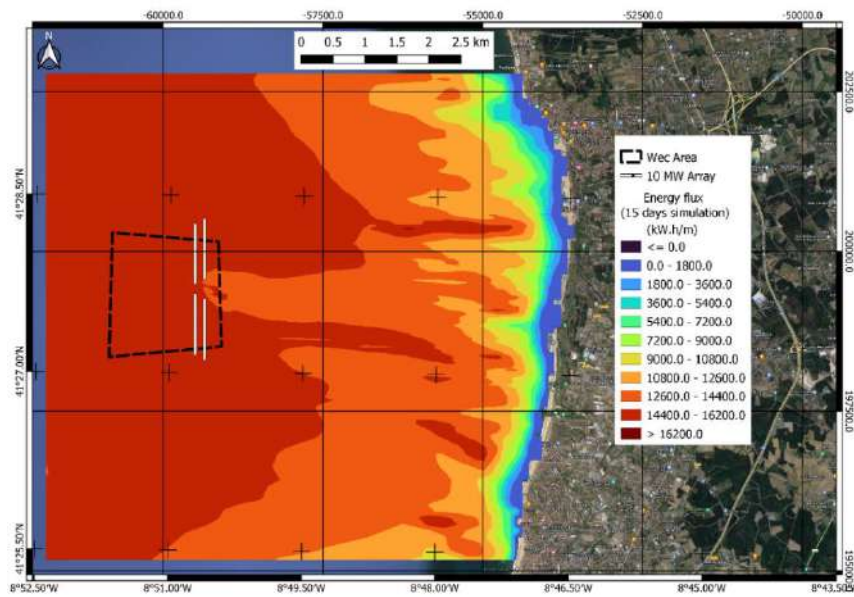 -60000.0 -57500.0 -55000.0 -52500.0 -50000.0
N
0 0.5 1 1.5 2 2.5 km
202500.0
41°28.50'N
200000.0
41°27.00'N
197500.0
41°25.50'N
195000.0
Wec Area
10 MW Array
Energy flux
(15 days simulation)
(kW.h/m)
<= 0.0
0.0 - 1800.0
1800.0 - 3600.0
3600.0 - 5400.0
5400.0 - 7200.0
7200.0 - 9000.0
9000.0 - 10800.0
10800.0 - 12600.0
12600.0 - 14400.0
14400.0 - 16200.0
> 16200.0
8°52.50'W 8°51.00'W 8°49.50'W 8°48.00'W 8°46.50'W 8°45.00'W 8°43.5